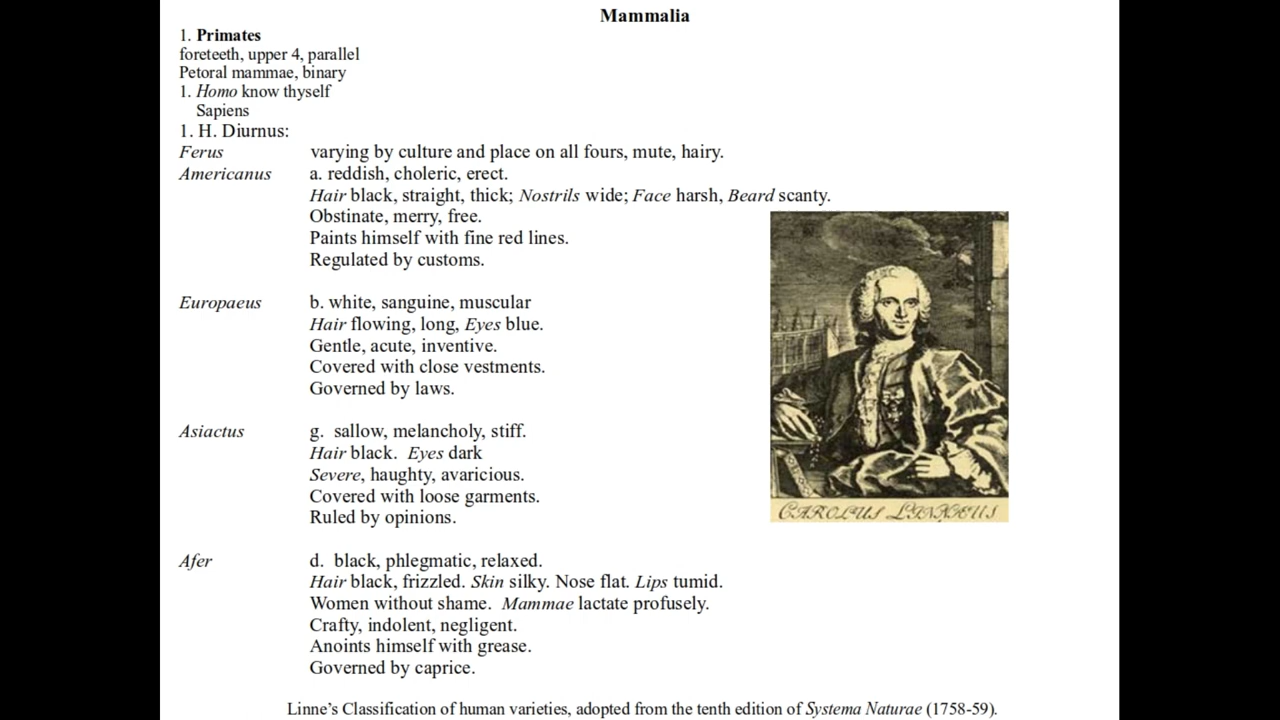 Mammalia
1. Primates
foreteeth, upper 4, parallel
Petoral mammae, binary
1. Homo know thyself
Sapiens
1. H. Diurnus:
Ferus varying by culture and place on all fours, mute, hairy.
Americanus a. reddish, choleric, erect.
Hair black, straight, thick; Nostrils wide; Face harsh, Beard scanty.
Obstinate, merry, free.
Paints himself with fine red lines.
Regulated by customs.
Europaeus b. white, sanguine, muscular
Hair flowing, long, Eyes blue.
Gentle, acute, inventive.
Covered with close vestments.
Governed by laws.
Asiactus g. sallow, melancholy, stiff.
Hair black. Eyes dark
Severe, haughty, avaricious.
Covered with loose garments.
Ruled by opinions.
CAROLUS LINNÆUS.
Afer d. black, phlegmatic, relaxed.
Hair black, frizzled. Skin silky. Nose flat. Lips tumid.
Women without shame. Mammae lactate profusely.
Crafty, indolent, negligent.
Anoints himself with grease.
Governed by caprice.
Linne's Classification of human varieties, adopted from the tenth edition of Systema Naturae (1758-59).